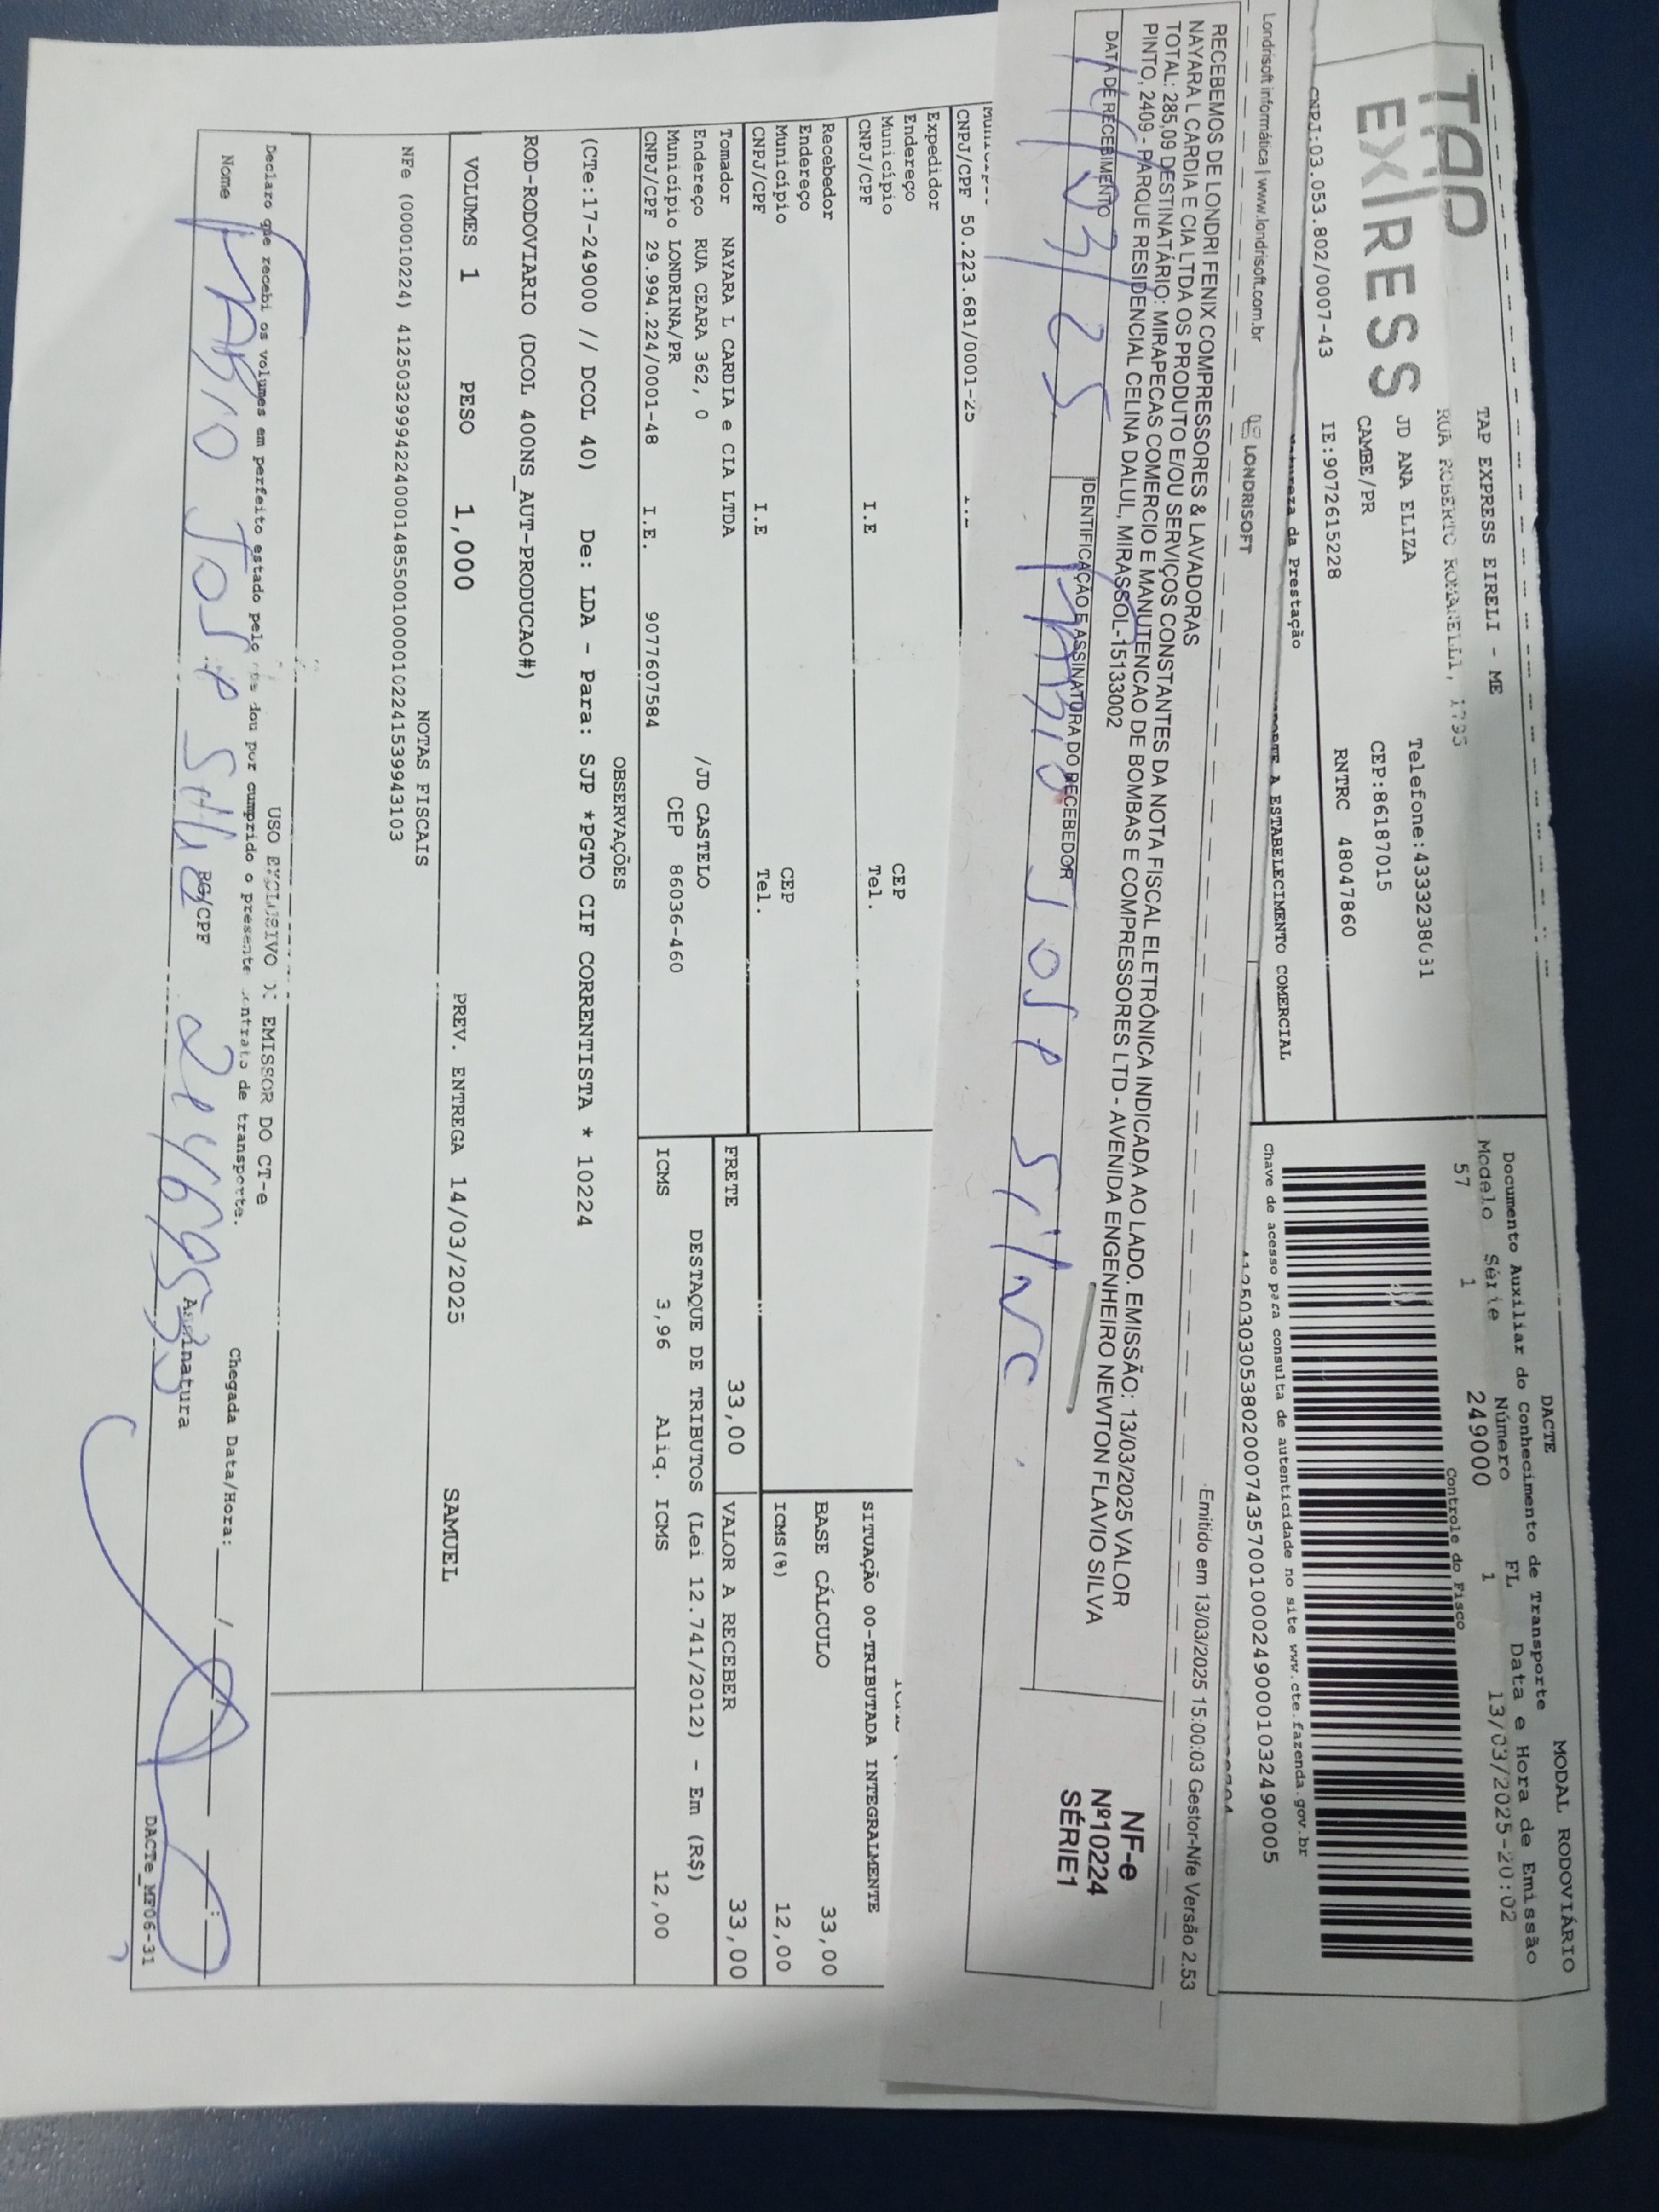 TAP EXPRESS
TAP EXPRESS EIRELI - ME
RUA ROBERTO ROMANELLI, 1795
JD ANA ELIZA Telefone:4333238031
CAMBE/PR CEP:86187015
CNPJ:03.053.802/0007-43 IE:9072615228 RNTRC 48047860
DACTE MODAL RODOVIÁRIO
Documento Auxiliar do Conhecimento de Transporte
Modelo Série Número FL Data e Hora de Emissão
57 1 249000 1 13/03/2025-20:02
Controle do Fisco
Chave de acesso para consulta de autenticidade no site www.cte.fazenda.gov.br
41250303053802000743570010002490001032490005
Natureza da Prestação
A ESTABELECIMENTO COMERCIAL
Londrisoft informática | www.londrisoft.com.br LONDRISOFT Emitido em 13/03/2025 15:00:03 Gestor-Nfe Versão 2.53
RECEBEMOS DE LONDRI FENIX COMPRESSORES & LAVADORAS
NAYARA L CARDIA E CIA LTDA OS PRODUTO E/OU SERVIÇOS CONSTANTES DA NOTA FISCAL ELETRÔNICA INDICADA AO LADO. EMISSÃO: 13/03/2025 VALOR
TOTAL: 285,09 DESTINATÁRIO: MIRAPECAS COMERCIO E MANUTENCAO DE BOMBAS E COMPRESSORES LTD - AVENIDA ENGENHEIRO NEWTON FLAVIO SILVA
PINTO, 2409 - PARQUE RESIDENCIAL CELINA DALUL, MIRASSOL-15133002
DATA DE RECEBIMENTO IDENTIFICAÇÃO E ASSINATURA DO RECEBEDOR
14/03/25 Fabio Jose Silva
NF-e
Nº10224
SÉRIE1
CNPJ/CPF 50.223.681/0001-25
Expedidor
Endereço
Município CEP
CNPJ/CPF I.E Tel.
Recebedor
Endereço
Município CEP
CNPJ/CPF I.E Tel.
SITUAÇÃO 00-TRIBUTADA INTEGRALMENTE
BASE CÁLCULO 33,00
ICMS(%) 12,00
Tomador NAYARA L CARDIA e CIA LTDA
Endereço RUA CEARA 362, 0 /JD CASTELO
Município LONDRINA/PR CEP 86036-460
CNPJ/CPF 29.994.224/0001-48 I.E. 9077607584
FRETE 33,00 VALOR A RECEBER 33,00
DESTAQUE DE TRIBUTOS (Lei 12.741/2012) - Em (R$)
ICMS 3,96 Aliq. ICMS 12,00
OBSERVAÇÕES
(CTe:17-249000 // DCOL 40) De: LDA - Para: SJP *PGTO CIF CORRENTISTA * 10224
ROD-RODOVIARIO (DCOL 400NS_AUT-PRODUCAO#)
VOLUMES 1 PESO 1,000 PREV. ENTREGA 14/03/2025 SAMUEL
NOTAS FISCAIS
NFe (000010224) 41250329994224000148550010000102241539943103
USO EXCLUSIVO DO EMISSOR DO CT-e
Declaro que recebi os volumes em perfeito estado pelo que dou por cumprido o presente contrato de transporte. Chegada Data/Hora: / :
Nome Fabio Jose Silva RG/CPF Assinatura
DACTe_MF06-31